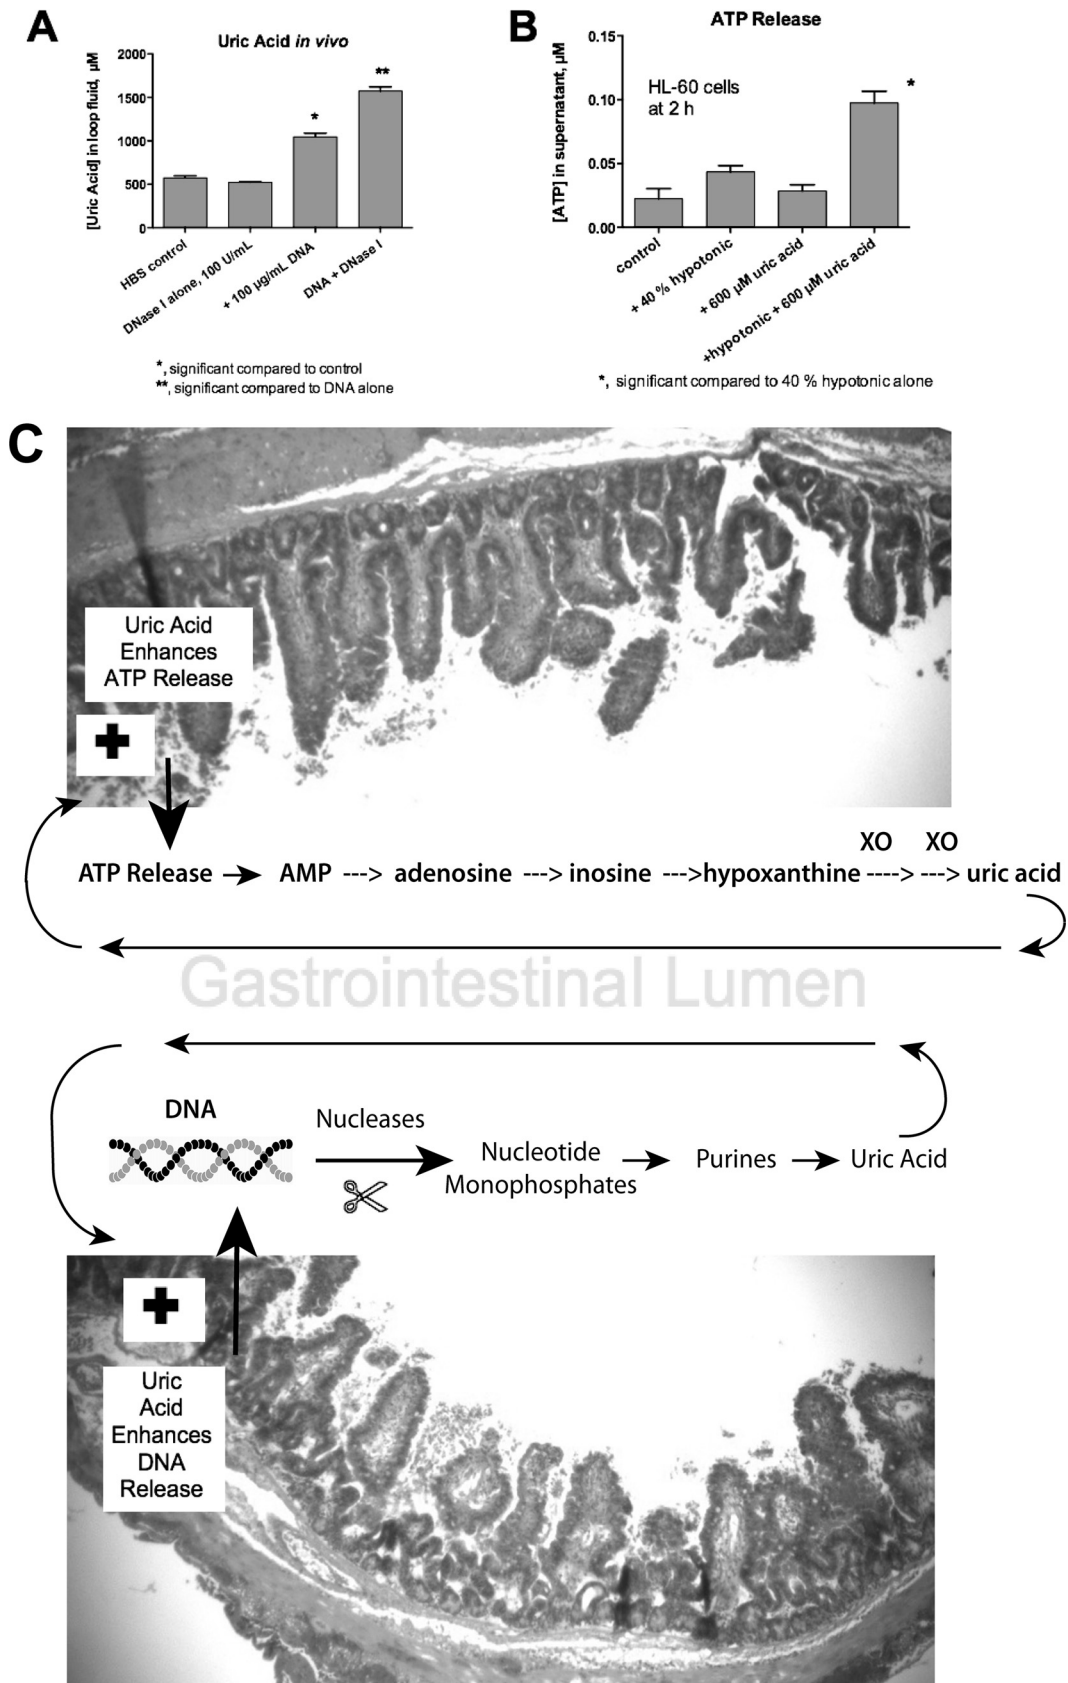 A
Uric Acid in vivo
[Uric Acid] in loop fluid, µM
2000
1500
1000
500
0
*
**
HBS control
DNase I alone, 100 U/mL
+ 100 µg/mL DNA
DNA + DNase I
*, significant compared to control
**, significant compared to DNA alone
B
ATP Release
[ATP] in supernatant, µM
0.15
0.10
0.05
0.00
HL-60 cells
at 2 h
*
control
+ 40 % hypotonic
+ 600 µM uric acid
+hypotonic + 600 µM uric acid
*, significant compared to 40 % hypotonic alone
C
Uric Acid
Enhances
ATP Release
XO XO
ATP Release AMP ---> adenosine ---> inosine --->hypoxanthine ----> ---> uric acid
Gastrointestinal Lumen
DNA
Nucleases
Nucleotide
Monophosphates
Purines
Uric Acid
Uric
Acid
Enhances
DNA
Release